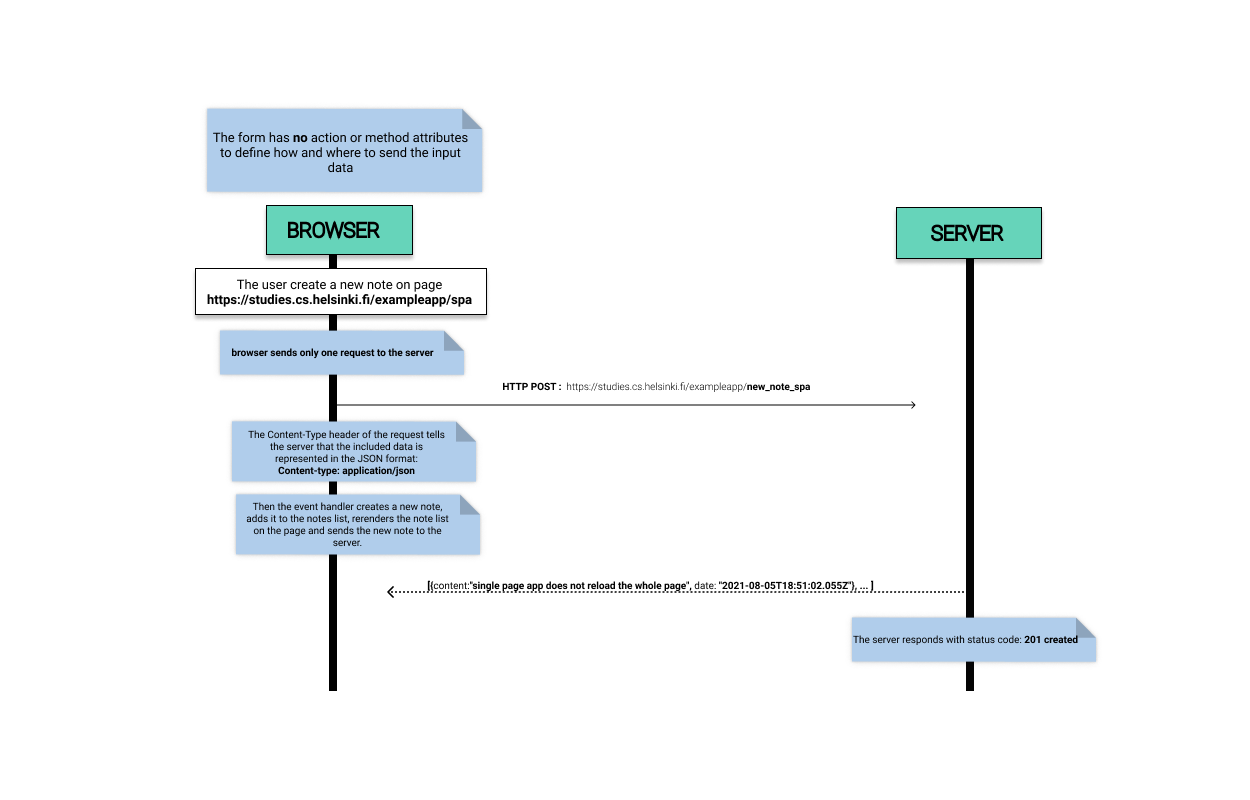 The form has no action or method attributes
to define how and where to send the input
data
BROWSER
SERVER
The user create a new note on page
https://studies.cs.helsinki.fi/exampleapp/spa
browser sends only one request to the server
HTTP POST : https://studies.cs.helsinki.fi/exampleapp/new_note_spa
The Content-Type header of the request tells
the server that the included data is
represented in the JSON format:
Content-type: application/json
Then the event handler creates a new note,
adds it to the notes list, rerenders the note list
on the page and sends the new note to the
server.
[{content:"single page app does not reload the whole page", date: "2021-08-05T18:51:02.055Z"}, ... ]
The server responds with status code: 201 created